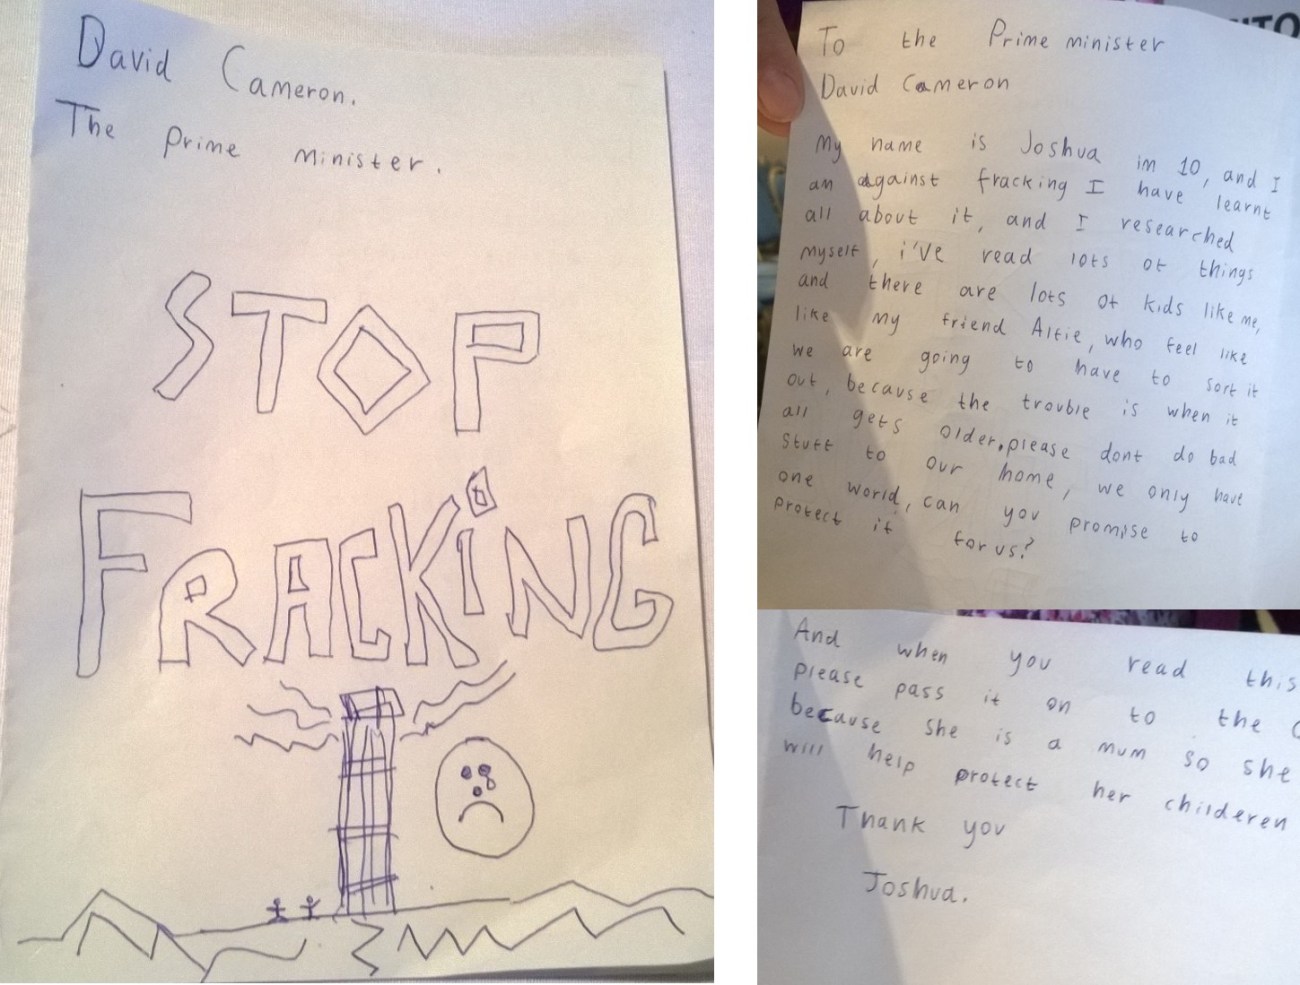 David Cameron.
The prime minister.
STOP
FRACKiNG
To the Prime minister
David Cameron
My name is Joshua im 10, and I
am against fracking I have learnt
all about it, and I researched
myself, i've read lots of things
and there are lots of kids like me,
like my friend Alfie, who feel like
we are going to have to sort it
out, because the trouble is when it
all gets older, please dont do bad
stuff to our home, we only have
one world, can you promise to
protect it for us?
And when you read this
please pass it on to the
because she is a mum so she
will help protect her childeren
Thank you
Joshua.